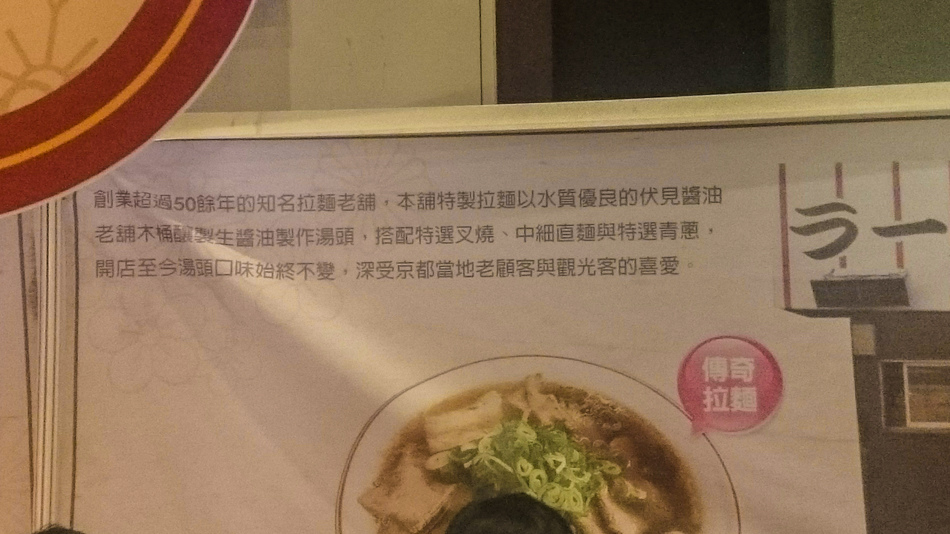 創業超過50餘年的知名拉麵老舖，本舖特製拉麵以水質優良的伏見醬油
老舖木桶釀製生醬油製作湯頭，搭配特選叉燒、中細直麵與特選青蔥，
開店至今湯頭口味始終不變，深受京都當地老顧客與觀光客的喜愛。
ラー
傳奇
拉麵